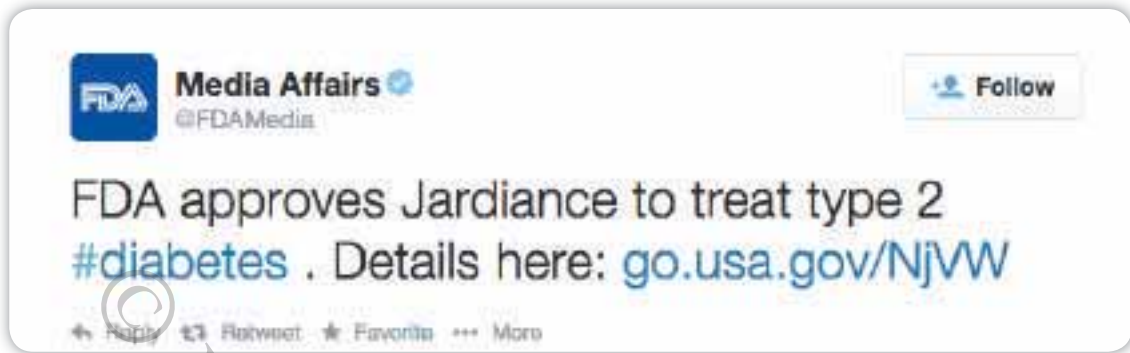 FDA
Media Affairs
@FDAMedia
Follow
FDA approves Jardiance to treat type 2
#diabetes . Details here: go.usa.gov/NjVW
Reply Retweet Favorite More